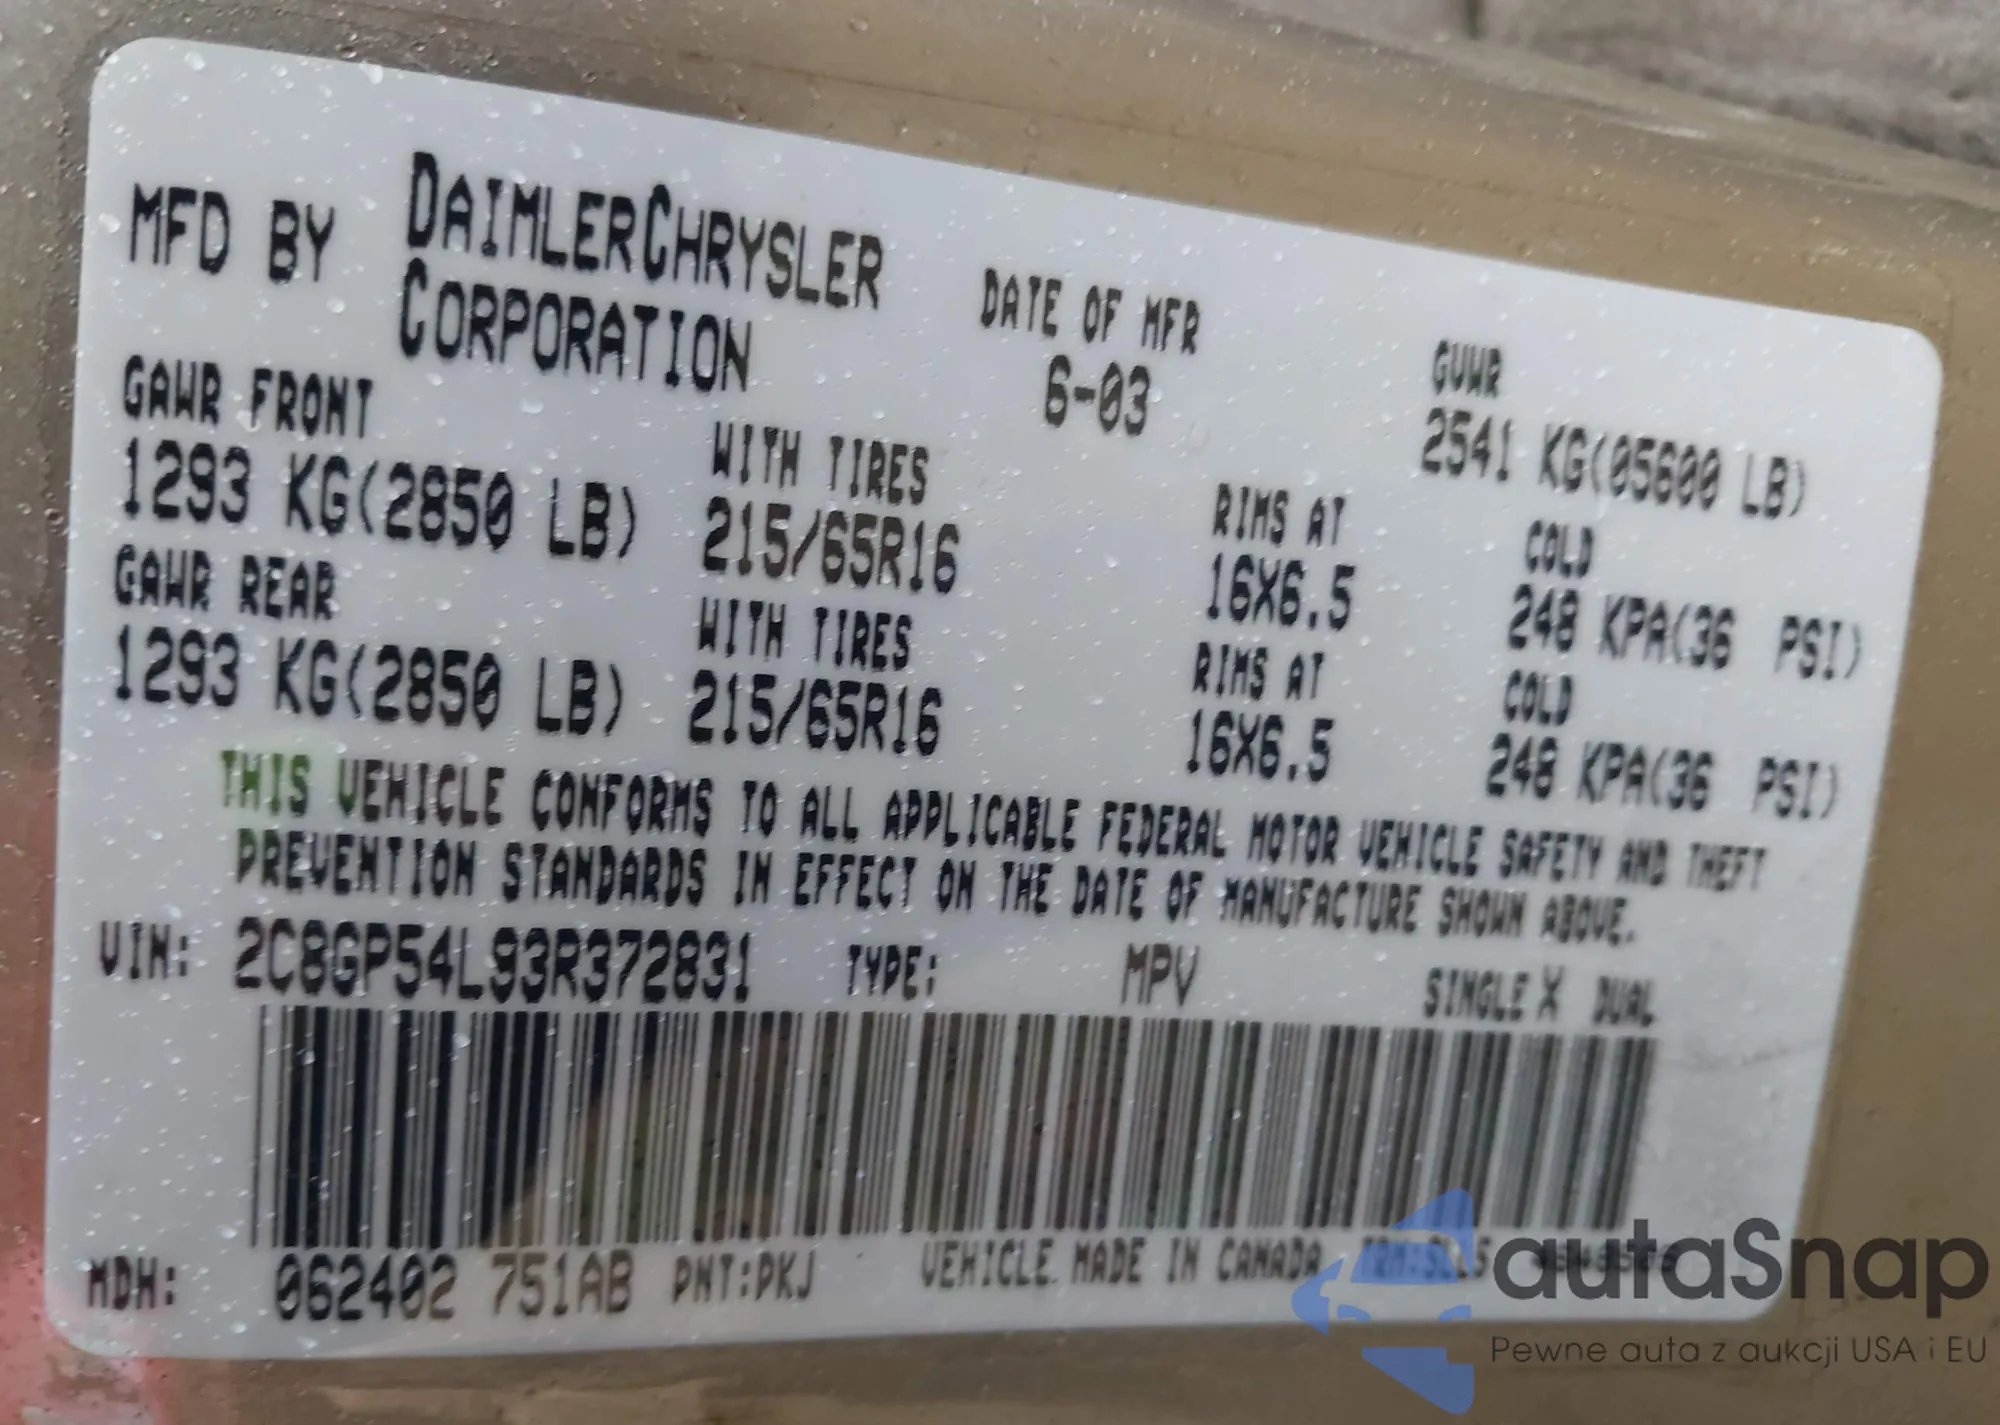 MFD BY DAIMLERCHRYSLER CORPORATION
DATE OF MFR 6-03
GVWR 2541 KG(05600 LB)
GAWR FRONT WITH TIRES RIMS AT COLD
1293 KG(2850 LB) 215/65R16 16X6.5 248 KPA(36 PSI)
GAWR REAR WITH TIRES RIMS AT COLD
1293 KG(2850 LB) 215/65R16 16X6.5 248 KPA(36 PSI)
THIS VEHICLE CONFORMS TO ALL APPLICABLE FEDERAL MOTOR VEHICLE SAFETY AND THEFT
PREVENTION STANDARDS IN EFFECT ON THE DATE OF MANUFACTURE SHOWN ABOVE.
VIN: 2C8GP54L93R372831 TYPE: MPV SINGLE X DUAL
MDH: 062402 751AB PNT:PKJ VEHICLE MADE IN CANADA
autaSnap
Pewne auta z aukcji USA i EU